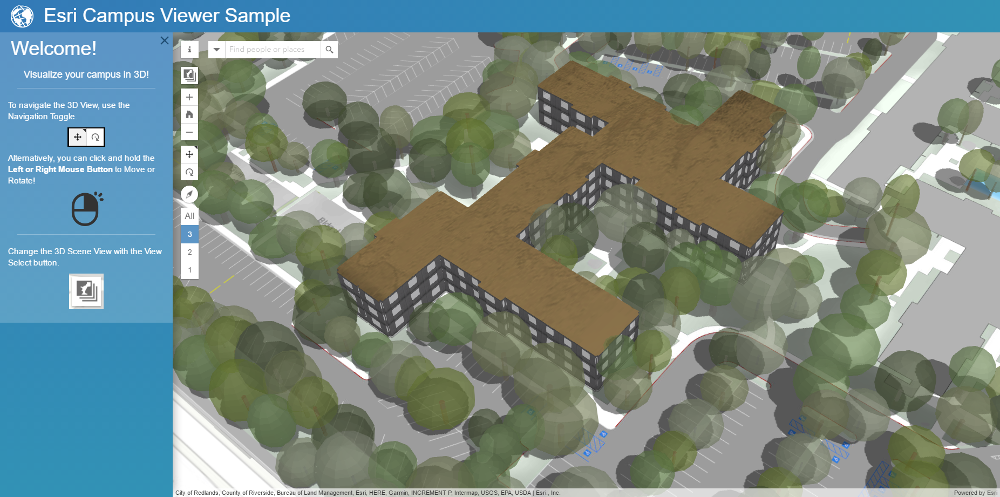 Esri Campus Viewer Sample
Welcome!
Visualize your campus in 3D!
To navigate the 3D View, use the
Navigation Toggle.
Alternatively, you can click and hold the
Left or Right Mouse Button to Move or
Rotate!
Change the 3D Scene View with the View
Select button.
i
Find people or places
All
3
2
1
City of Redlands, County of Riverside, Bureau of Land Management, Esri, HERE, Garmin, INCREMENT P, Intermap, USGS, EPA, USDA | Esri., Inc.
Powered by Esri